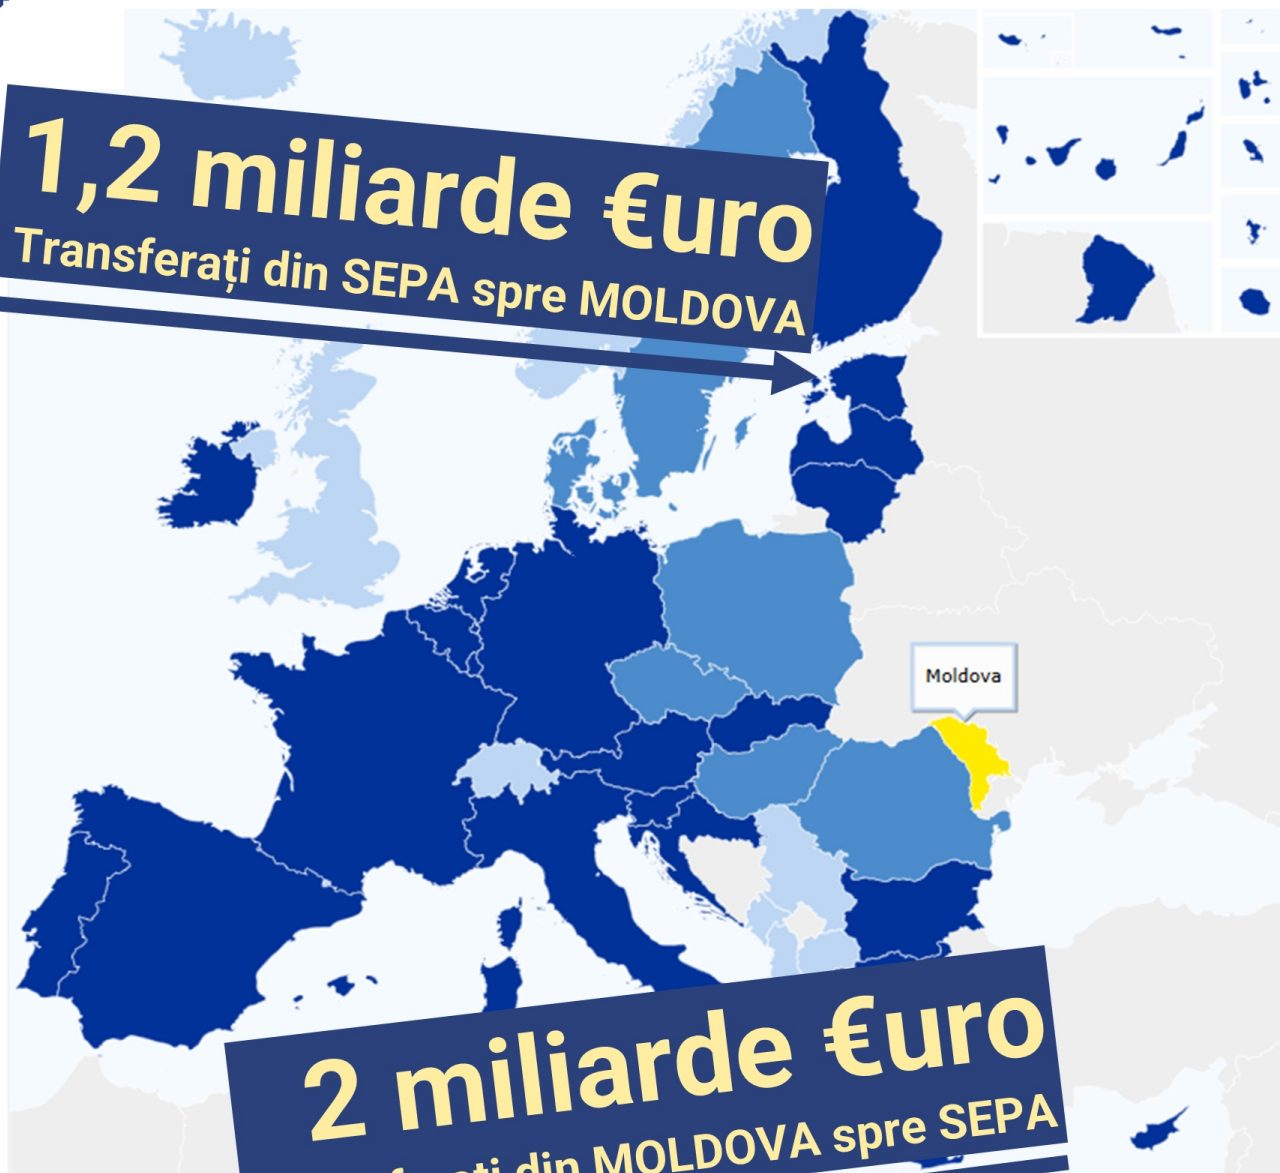 1,2 miliarde €uro
Transferați din SEPA spre MOLDOVA
Moldova
2 miliarde €uro
din MOLDOVA spre SEPA